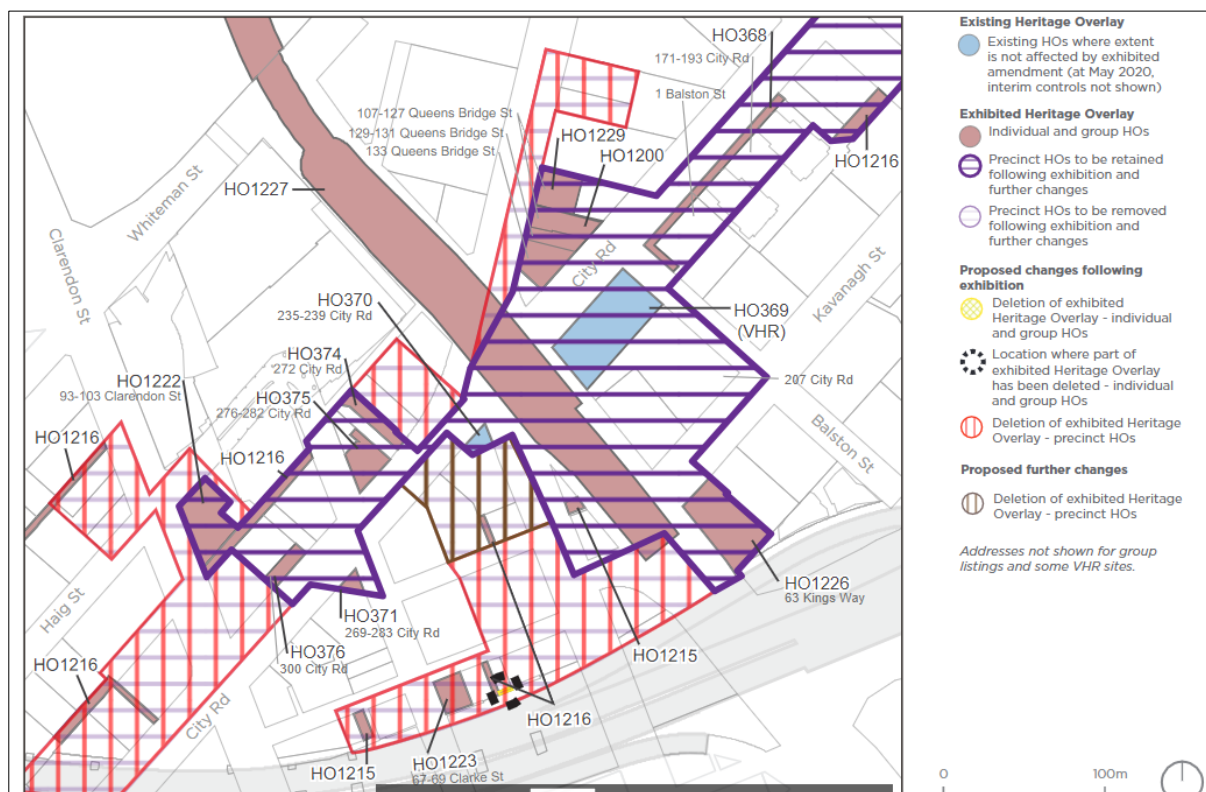 HO368
171-193 City Rd
1 Balston St
107-127 Queens Bridge St
129-131 Queens Bridge St
133 Queens Bridge St
HO1229
HO1200
HO1216
HO1227
Whiteman St
Clarendon St
City Rd
Kavanagh St
HO370
235-239 City Rd
HO369
(VHR)
HO374
272 City Rd
HO1222
93-103 Clarendon St
HO375
276-282 City Rd
207 City Rd
Balston St
HO1216
HO1216
Haig St
HO1226
63 Kings Way
HO371
269-283 City Rd
HO376
300 City Rd
HO1215
HO1216
City Rd
HO1216
HO1215
HO1223
67-69 Clarke St
Existing Heritage Overlay
Existing HOs where extent
is not affected by exhibited
amendment (at May 2020,
interim controls not shown)
Exhibited Heritage Overlay
Individual and group HOs
Precinct HOs to be retained
following exhibition and
further changes
Precinct HOs to be removed
following exhibition and
further changes
Proposed changes following
exhibition
Deletion of exhibited
Heritage Overlay - individual
and group HOs
Location where part of
exhibited Heritage Overlay
has been deleted - individual
and group HOs
Deletion of exhibited Heritage
Overlay - precinct HOs
Proposed further changes
Deletion of exhibited Heritage
Overlay - precinct HOs
Addresses not shown for group
listings and some VHR sites.
0 100m